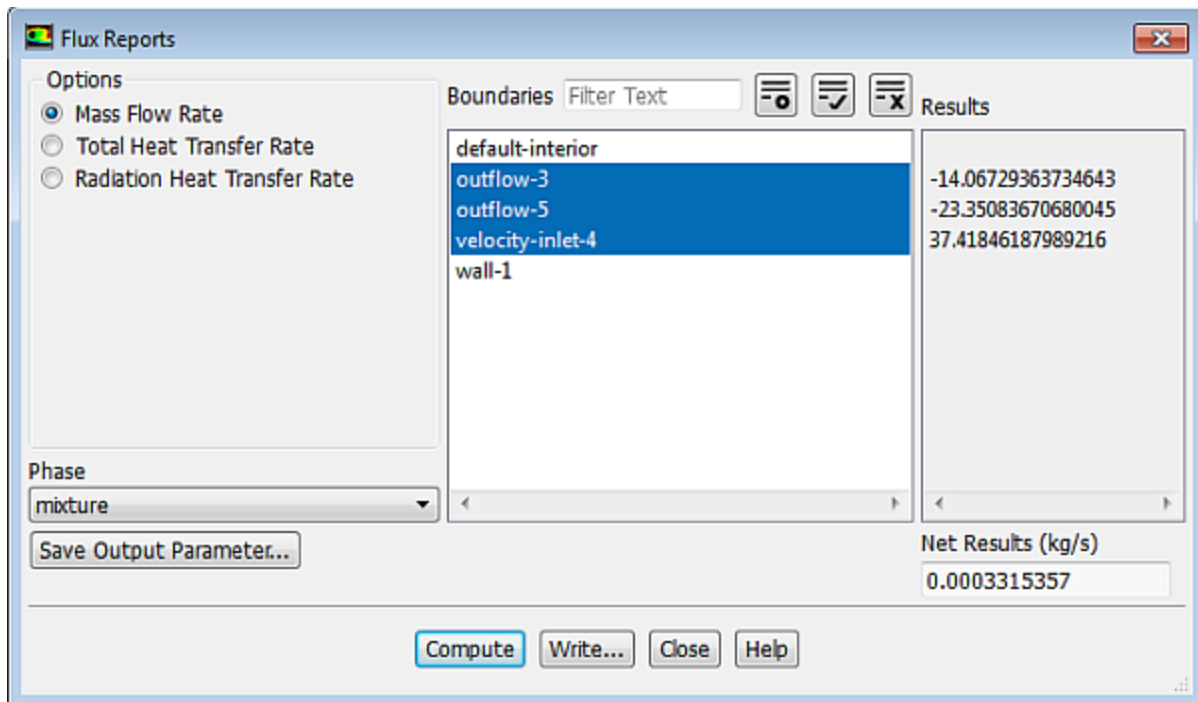 Flux Reports
Options
Mass Flow Rate
Total Heat Transfer Rate
Radiation Heat Transfer Rate
Phase
mixture
Save Output Parameter...
Boundaries Filter Text
default-interior
outflow-3
outflow-5
velocity-inlet-4
wall-1
Results
-14.06729363734643
-23.35083670680045
37.41846187989216
Net Results (kg/s)
0.0003315357
Compute Write... Close Help